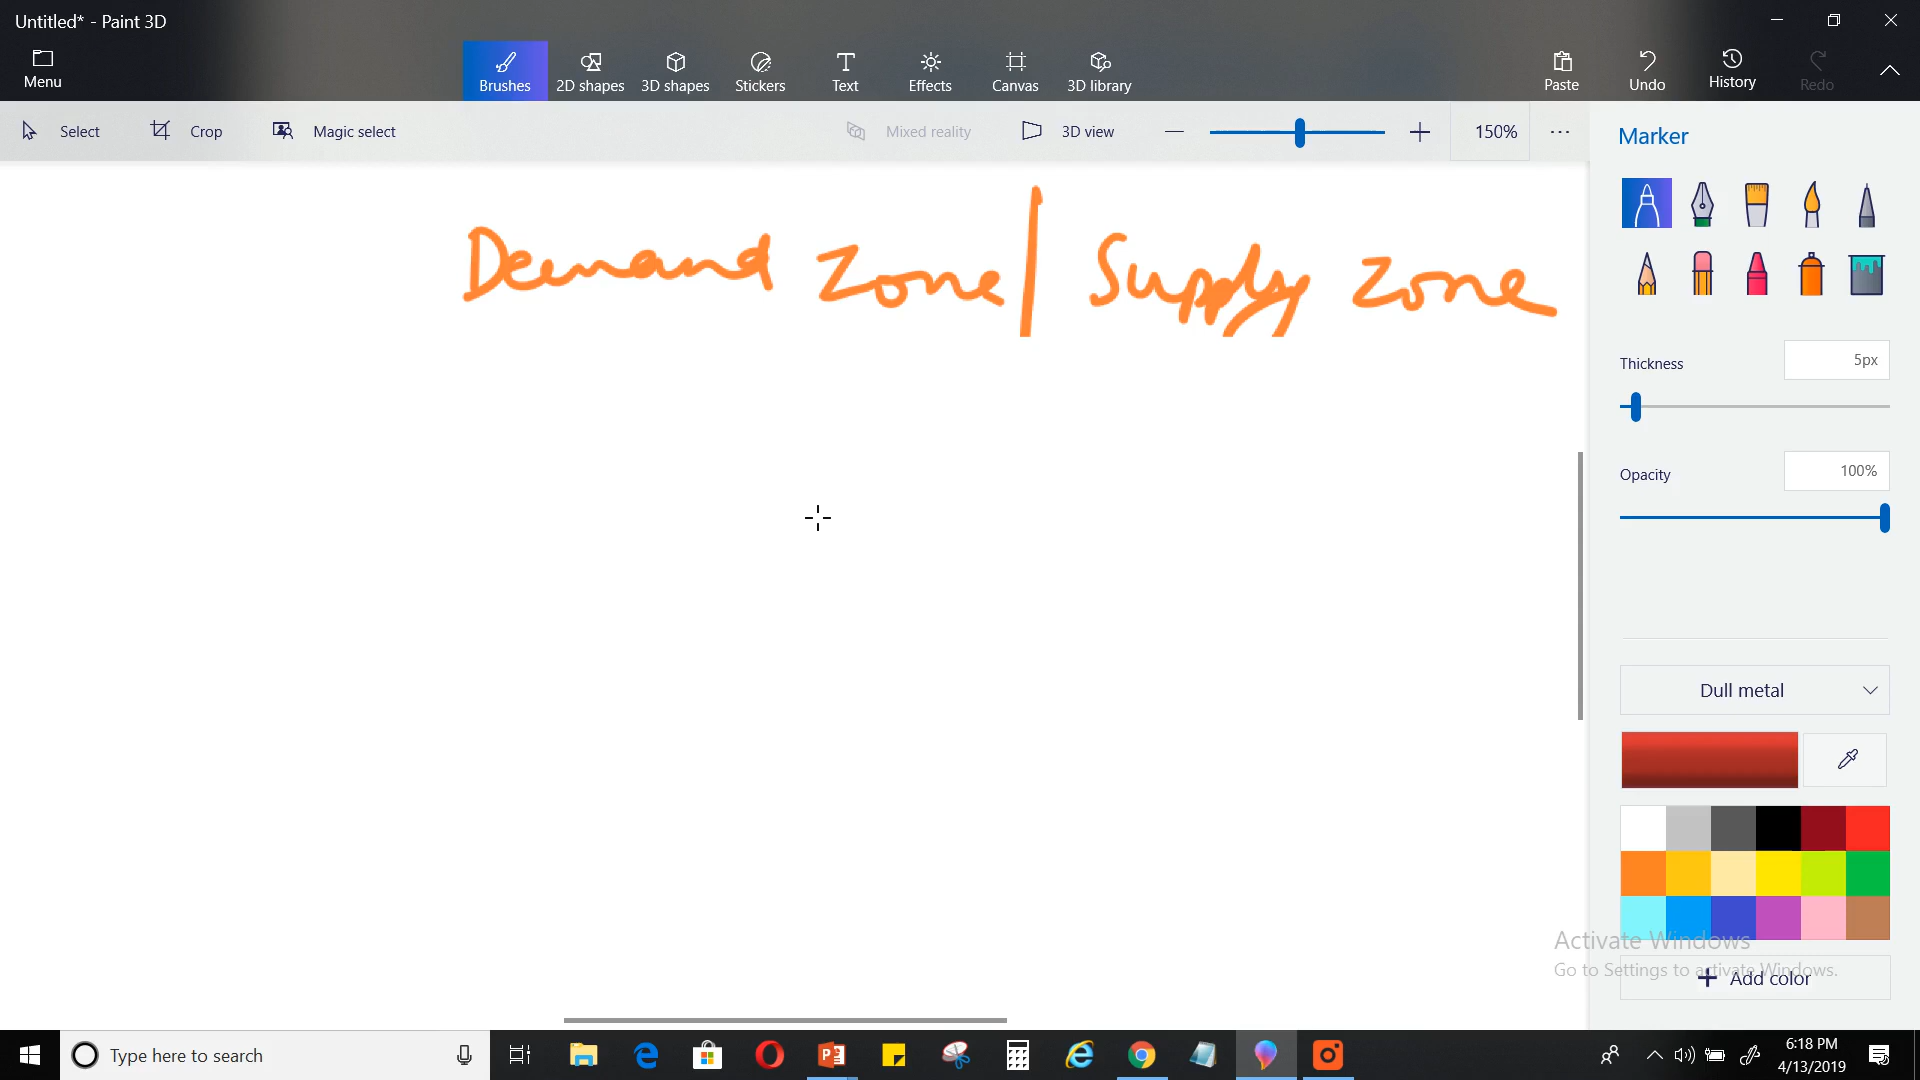 Untitled* - Paint 3D
Menu
Brushes 2D shapes 3D shapes Stickers Text Effects Canvas 3D library Paste Undo History Redo
Select Crop Magic select Mixed reality 3D view 150%
Marker
Demand zone | Supply zone
Thickness 5px
Opacity 100%
Dull metal
Activate Windows
Go to Settings to activate Windows.
Add color
Type here to search
6:18 PM
4/13/2019